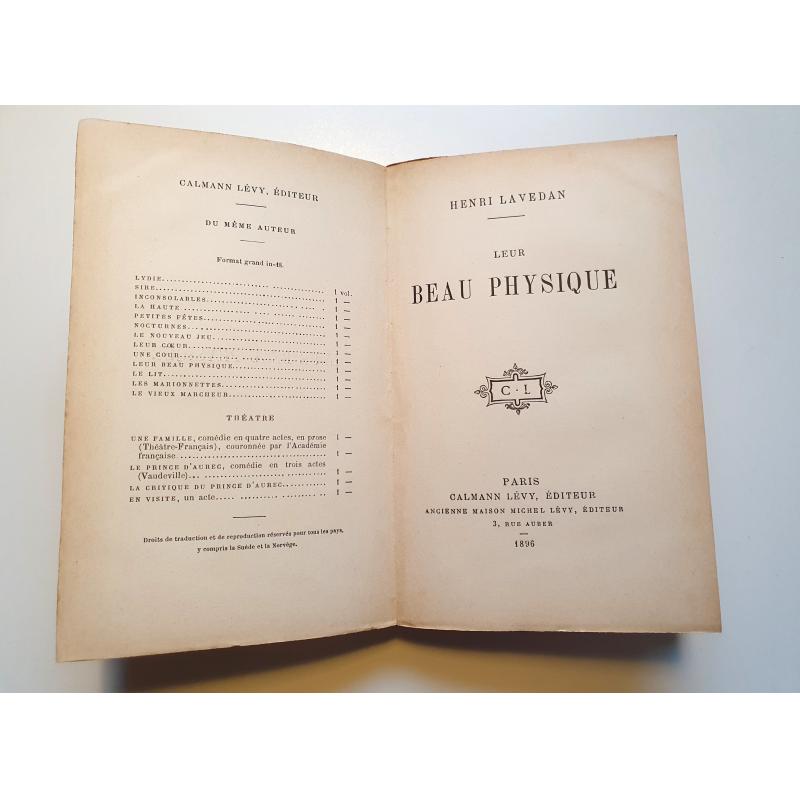 CALMANN LÉVY, ÉDITEUR
DU MÊME AUTEUR
Format grand in-18.
LYDIE........................................ 1 vol.
SIRE........................................ 1 —
INCONSOLABLES........................................ 1 —
LA HAUTE........................................ 1 —
PETITES FÊTES........................................ 1 —
NOCTURNES........................................ 1 —
LE NOUVEAU JEU........................................ 1 —
LEUR CŒUR........................................ 1 —
UNE COUR........................................ 1 —
LEUR BEAU PHYSIQUE........................................ 1 —
LE LIT........................................ 1 —
LES MARIONNETTES........................................ 1 —
LE VIEUX MARCHEUR........................................ 1 —
THÉATRE
UNE FAMILLE, comédie en quatre actes, en prose 1 —
(Théâtre-Français), couronnée par l'Académie
française........................................ 1 —
LE PRINCE D'AUREC, comédie en trois actes
(Vaudeville)........................................ 1 —
LA CRITIQUE DU PRINCE D'AUREC............ 1 —
EN VISITE, un acte........................................ 1 —
Droits de traduction et de reproduction réservés pour tous les pays,
y compris la Suède et la Norvège.
HENRI LAVEDAN
LEUR
BEAU PHYSIQUE
C · L
PARIS
CALMANN LÉVY, ÉDITEUR
ANCIENNE MAISON MICHEL LÉVY, ÉDITEUR
3, RUE AUBER
1896